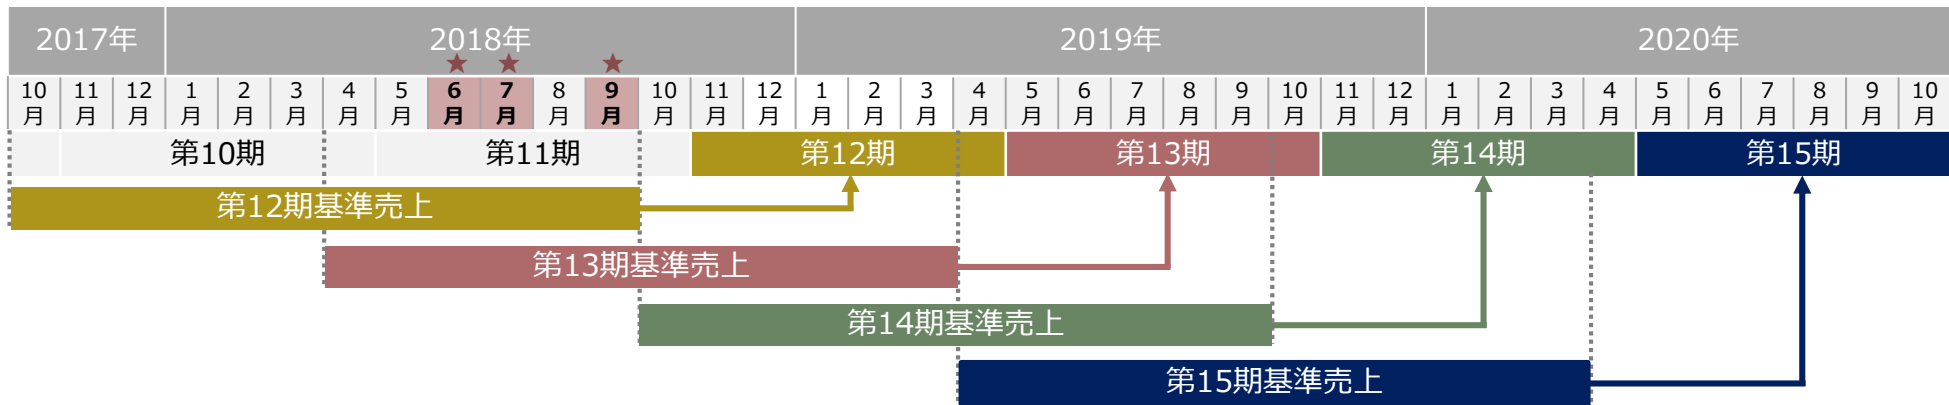 2017年 2018年 2019年 2020年
★ ★ ★
10月 11月 12月 1月 2月 3月 4月 5月 6月 7月 8月 9月 10月 11月 12月 1月 2月 3月 4月 5月 6月 7月 8月 9月 10月 11月 12月 1月 2月 3月 4月 5月 6月 7月 8月 9月 10月
第10期 第11期 第12期 第13期 第14期 第15期
第12期基準売上
第13期基準売上
第14期基準売上
第15期基準売上